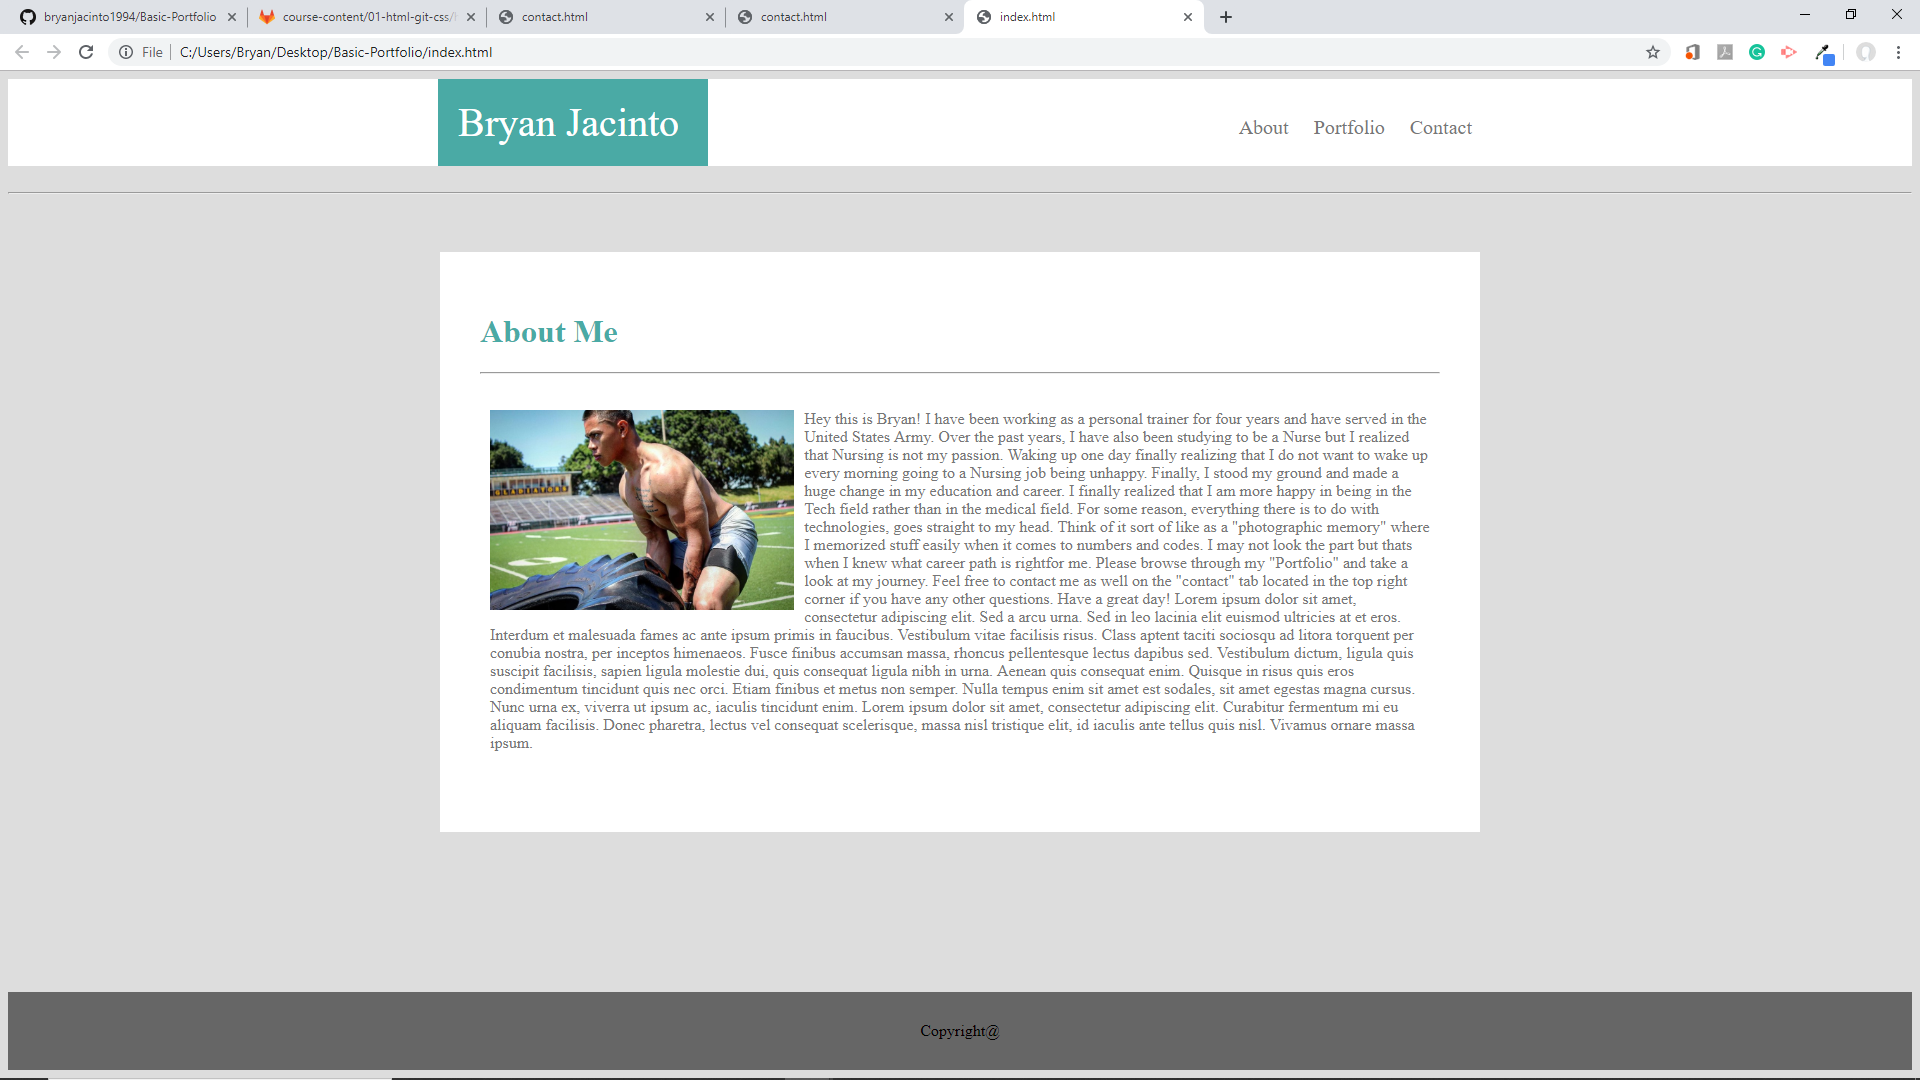 bryanjacinto1994/Basic-Portfolio
course-content/01-html-git-css/
contact.html
contact.html
index.html
File
C:/Users/Bryan/Desktop/Basic-Portfolio/index.html
Bryan Jacinto
About Portfolio Contact
About Me
GLADIATORS
Hey this is Bryan! I have been working as a personal trainer for four years and have served in the
United States Army. Over the past years, I have also been studying to be a Nurse but I realized
that Nursing is not my passion. Waking up one day finally realizing that I do not want to wake up
every morning going to a Nursing job being unhappy. Finally, I stood my ground and made a
huge change in my education and career. I finally realized that I am more happy in being in the
Tech field rather than in the medical field. For some reason, everything there is to do with
technologies, goes straight to my head. Think of it sort of like as a "photographic memory" where
I memorized stuff easily when it comes to numbers and codes. I may not look the part but thats
when I knew what career path is rightfor me. Please browse through my "Portfolio" and take a
look at my journey. Feel free to contact me as well on the "contact" tab located in the top right
corner if you have any other questions. Have a great day! Lorem ipsum dolor sit amet,
consectetur adipiscing elit. Sed a arcu urna. Sed in leo lacinia elit euismod ultricies at et eros.
Interdum et malesuada fames ac ante ipsum primis in faucibus. Vestibulum vitae facilisis risus. Class aptent taciti sociosqu ad litora torquent per
conubia nostra, per inceptos himenaeos. Fusce finibus accumsan massa, rhoncus pellentesque lectus dapibus sed. Vestibulum dictum, ligula quis
suscipit facilisis, sapien ligula molestie dui, quis consequat ligula nibh in urna. Aenean quis consequat enim. Quisque in risus quis eros
condimentum tincidunt quis nec orci. Etiam finibus et metus non semper. Nulla tempus enim sit amet est sodales, sit amet egestas magna cursus.
Nunc urna ex, viverra ut ipsum ac, iaculis tincidunt enim. Lorem ipsum dolor sit amet, consectetur adipiscing elit. Curabitur fermentum mi eu
aliquam facilisis. Donec pharetra, lectus vel consequat scelerisque, massa nisl tristique elit, id iaculis ante tellus quis nisl. Vivamus ornare massa
ipsum.
Copyright@